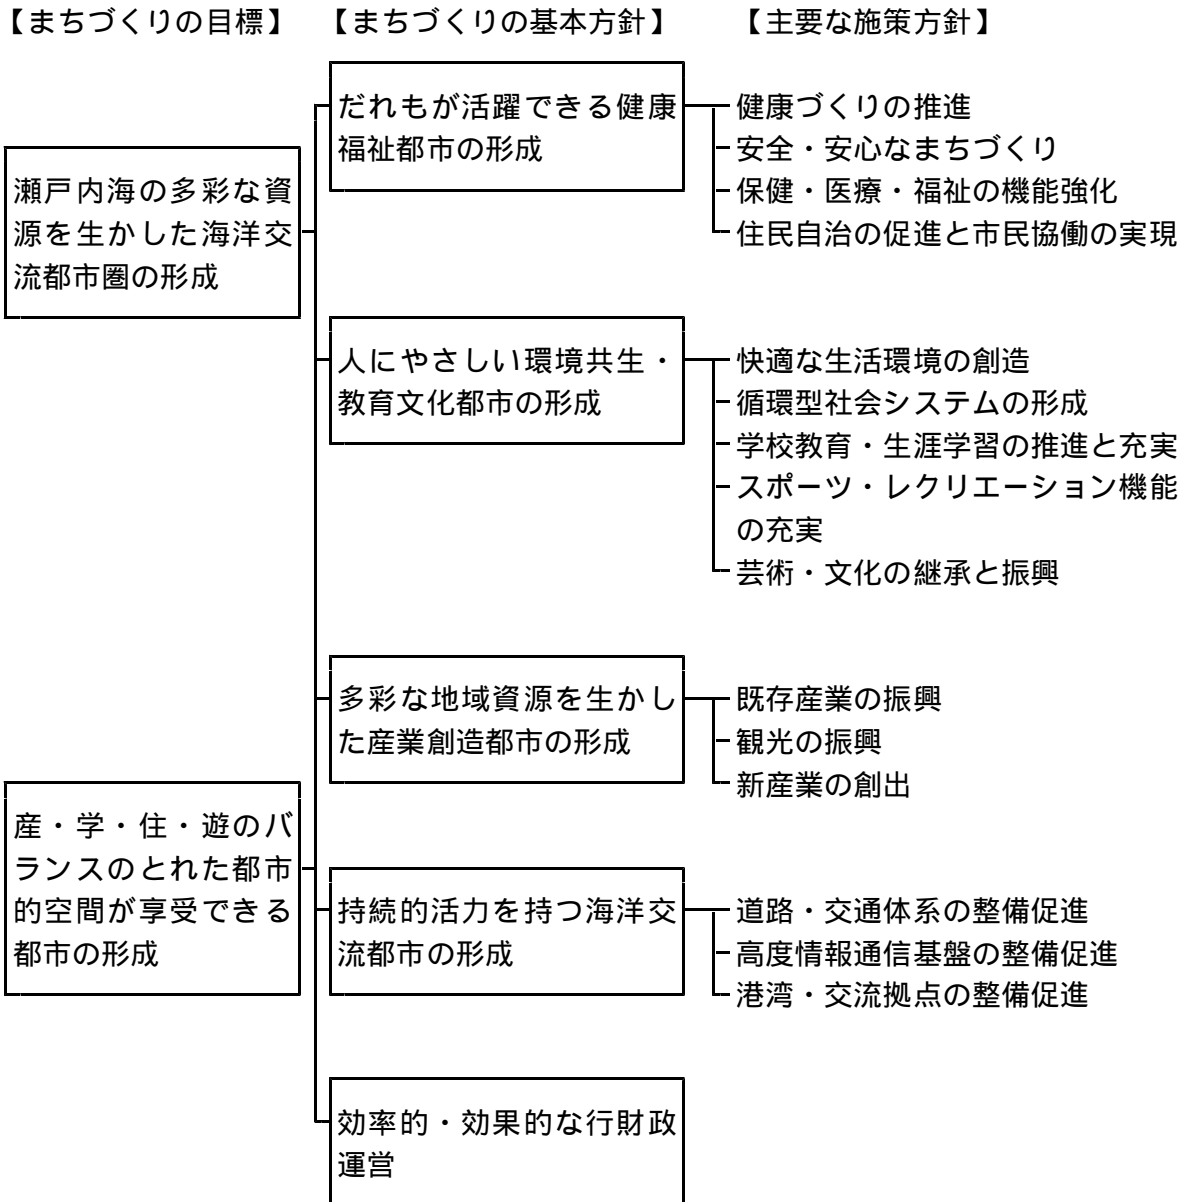 【まちづくりの目標】 【まちづくりの基本方針】 【主要な施策方針】
瀬戸内海の多彩な資
源を生かした海洋交
流都市圏の形成
産・学・住・遊のバ
ランスのとれた都市
的空間が享受できる
都市の形成
だれもが活躍できる健康
福祉都市の形成
健康づくりの推進
安全・安心なまちづくり
保健・医療・福祉の機能強化
住民自治の促進と市民協働の実現
人にやさしい環境共生・
教育文化都市の形成
快適な生活環境の創造
循環型社会システムの形成
学校教育・生涯学習の推進と充実
スポーツ・レクリエーション機能
の充実
芸術・文化の継承と振興
多彩な地域資源を生かし
た産業創造都市の形成
既存産業の振興
観光の振興
新産業の創出
持続的活力を持つ海洋交
流都市の形成
道路・交通体系の整備促進
高度情報通信基盤の整備促進
港湾・交流拠点の整備促進
効率的・効果的な行財政
運営